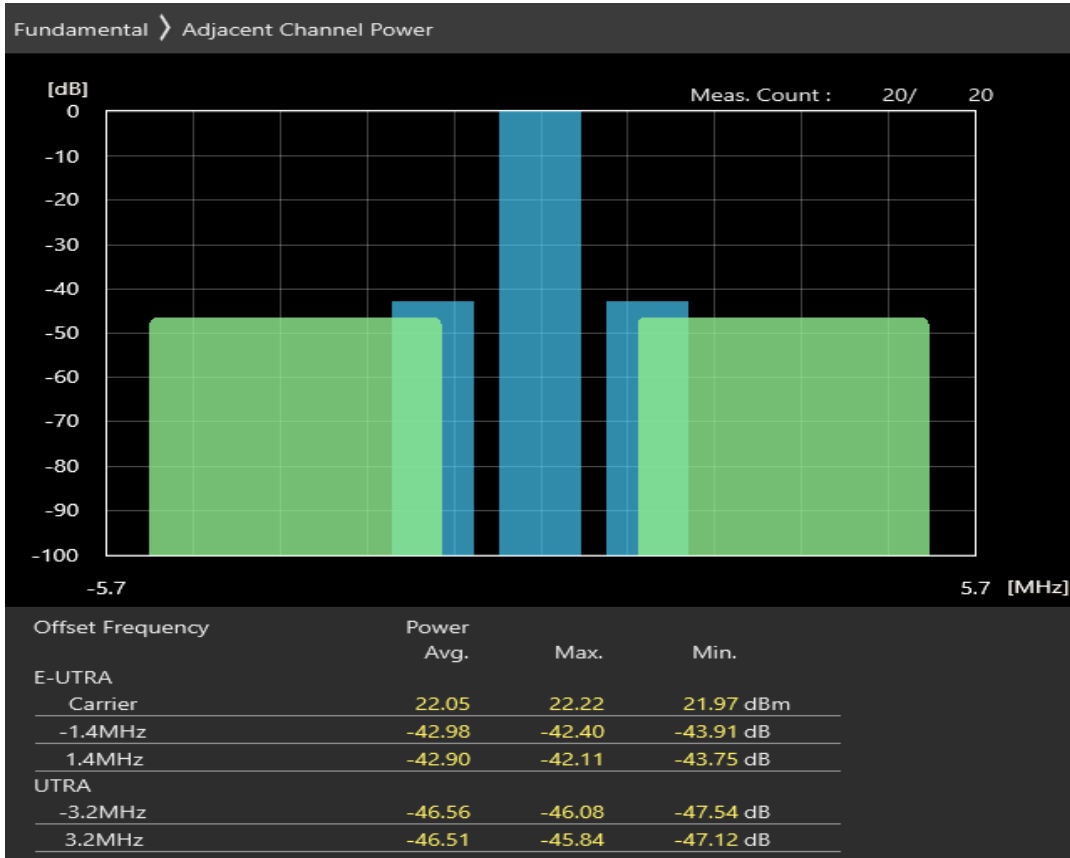 Fundamental 〉 Adjacent Channel Power
[dB]
Meas. Count : 20/ 20
0
-10
-20
-30
-40
-50
-60
-70
-80
-90
-100
-5.7 5.7 [MHz]
Offset Frequency Power
Avg. Max. Min.
E-UTRA
Carrier 22.05 22.22 21.97 dBm
-1.4MHz -42.98 -42.40 -43.91 dB
1.4MHz -42.90 -42.11 -43.75 dB
UTRA
-3.2MHz -46.56 -46.08 -47.54 dB
3.2MHz -46.51 -45.84 -47.12 dB